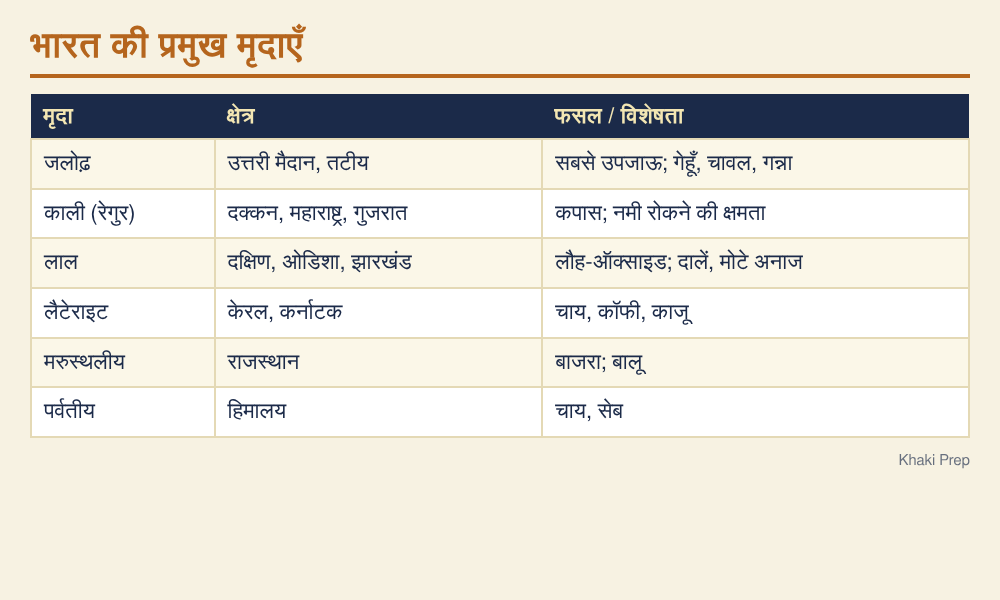 भारत की प्रमुख मृदाएँ
मृदा क्षेत्र फसल / विशेषता
जलोढ़ उत्तरी मैदान, तटीय सबसे उपजाऊ; गेहूँ, चावल, गन्ना
काली (रेगुर) दक्कन, महाराष्ट्र, गुजरात कपास; नमी रोकने की क्षमता
लाल दक्षिण, ओडिशा, झारखंड लौह-ऑक्साइड; दालें, मोटे अनाज
लैटेराइट केरल, कर्नाटक चाय, कॉफी, काजू
मरुस्थलीय राजस्थान बाजरा; बालू
पर्वतीय हिमालय चाय, सेब
Khaki Prep